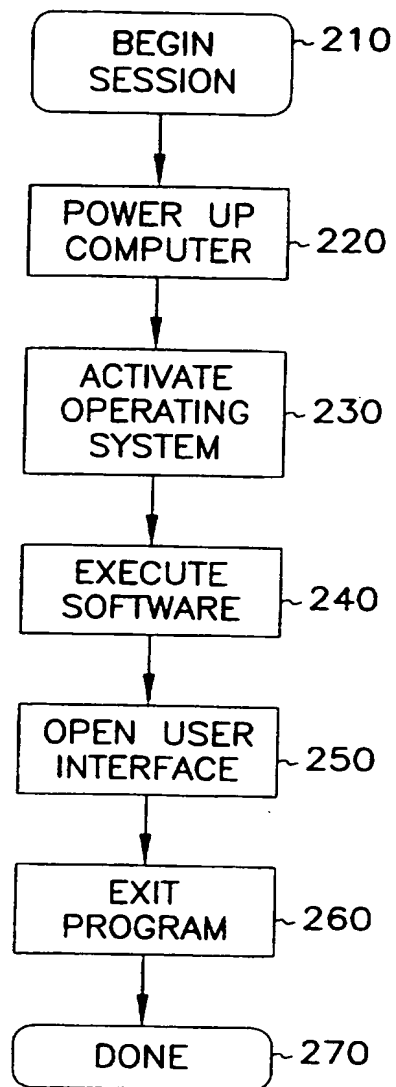 BEGIN
SESSION
210
POWER UP
COMPUTER
220
ACTIVATE
OPERATING
SYSTEM
230
EXECUTE
SOFTWARE
240
OPEN USER
INTERFACE
250
EXIT
PROGRAM
260
DONE
270